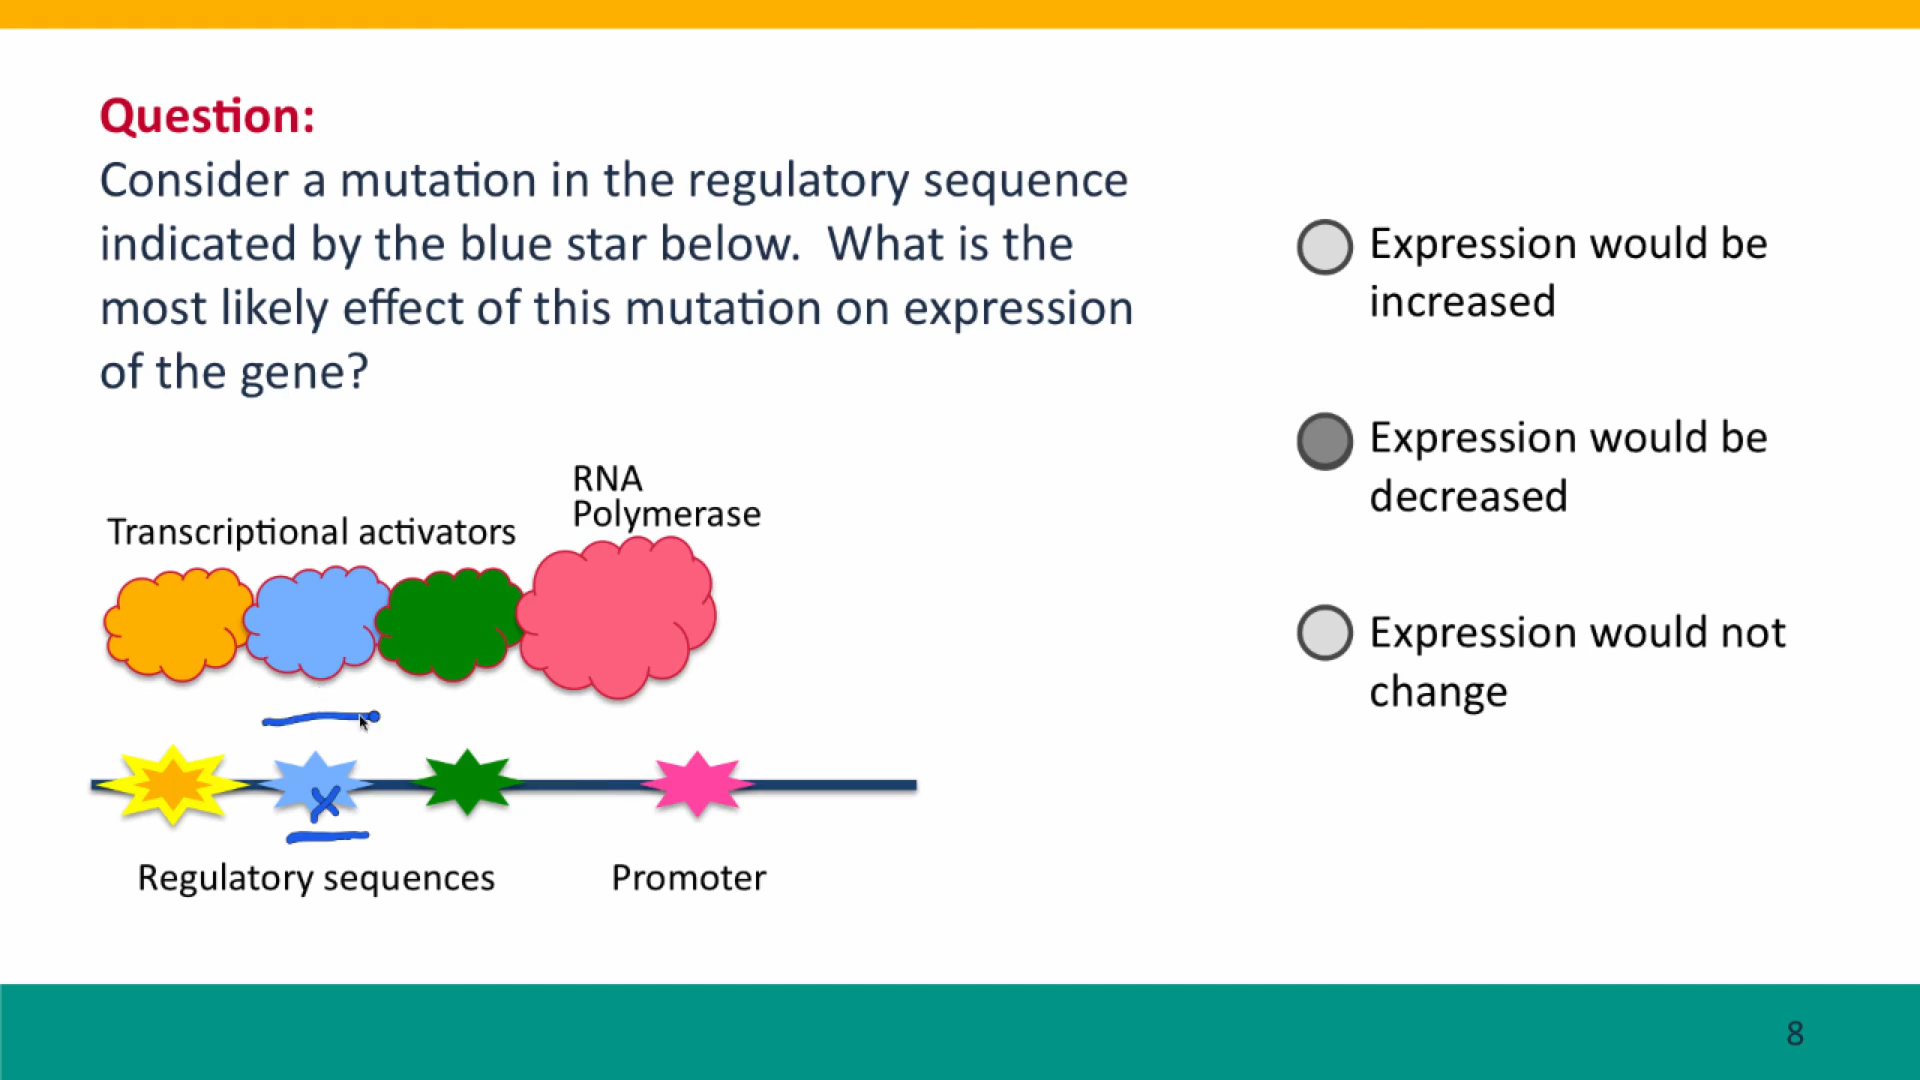 Question:
Consider a mutation in the regulatory sequence
indicated by the blue star below.  What is the
most likely effect of this mutation on expression
of the gene?
Expression would be
increased
Expression would be
decreased
Expression would not
change
RNA
Polymerase
Transcriptional activators
X
Regulatory sequences
Promoter
8